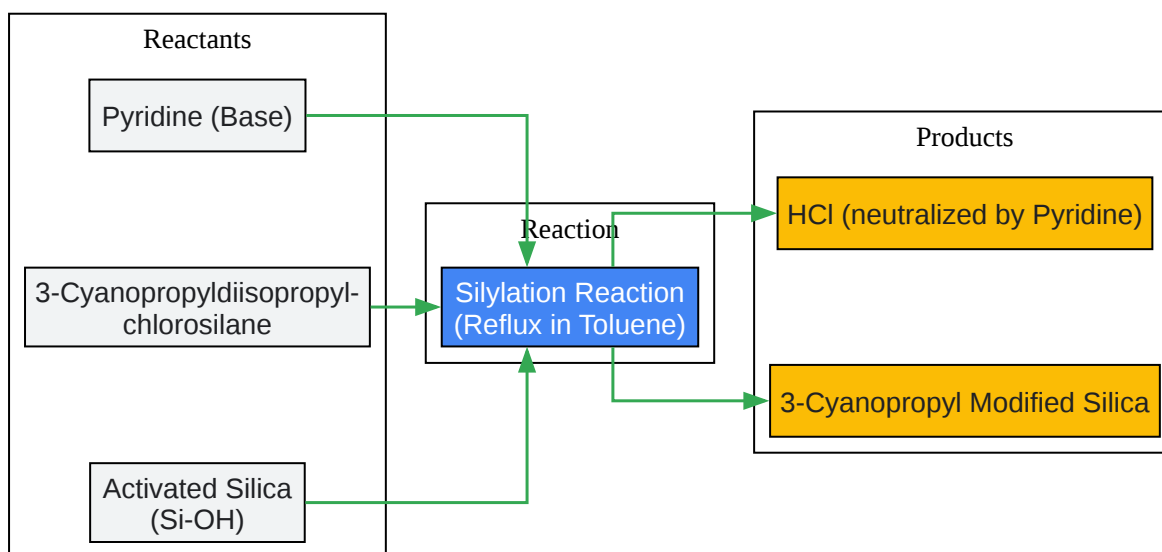 Reactants
Pyridine (Base)
3-Cyanopropyldiisopropyl-
chlorosilane
Activated Silica
(Si-OH)
Reaction
Silylation Reaction
(Reflux in Toluene)
Products
HCl (neutralized by Pyridine)
3-Cyanopropyl Modified Silica